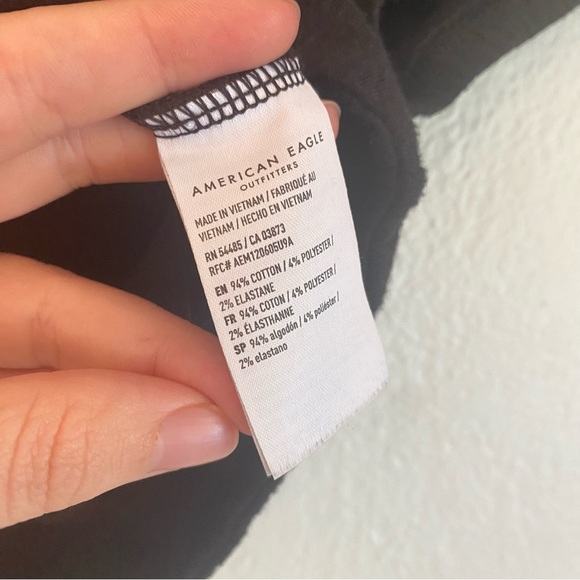 AMERICAN EAGLE
OUTFITTERS
MADE IN VIETNAM / FABRIQUÉ AU
VIETNAM / HECHO EN VIETNAM
RN 54485 / CA 03873
RFC# AEM120605U9A
EN 94% COTTON / 4% POLYESTER /
2% ELASTANE
FR 94% COTON / 4% POLYESTER /
2% ÉLASTHANNE
SP 94% algodón / 4% poliéster /
2% elastano